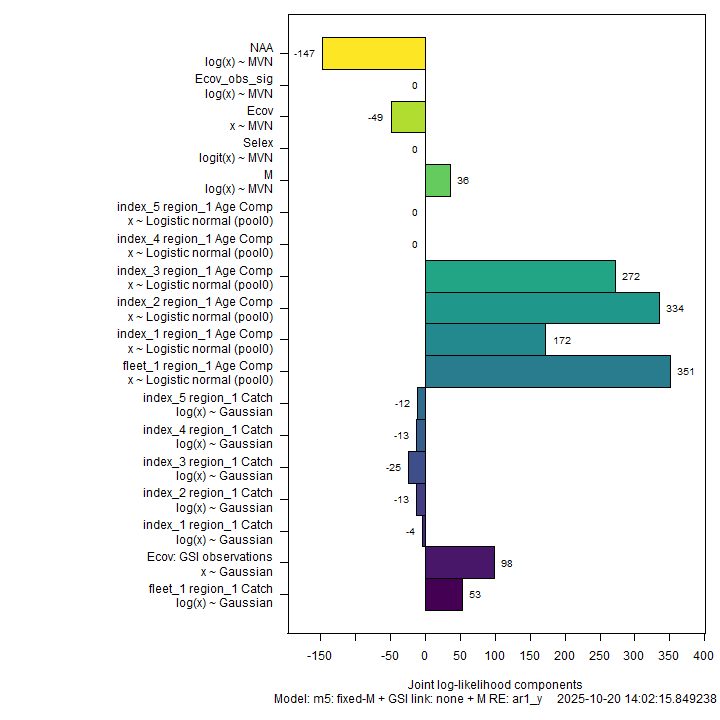 NAA
log(x) ~ MVN
-147
Ecov_obs_sig
log(x) ~ MVN
0
Ecov
x ~ MVN
-49
Selex
logit(x) ~ MVN
0
M
log(x) ~ MVN
36
index_5 region_1 Age Comp
x ~ Logistic normal (pool0)
0
index_4 region_1 Age Comp
x ~ Logistic normal (pool0)
0
index_3 region_1 Age Comp
x ~ Logistic normal (pool0)
272
index_2 region_1 Age Comp
x ~ Logistic normal (pool0)
334
index_1 region_1 Age Comp
x ~ Logistic normal (pool0)
172
fleet_1 region_1 Age Comp
x ~ Logistic normal (pool0)
351
index_5 region_1 Catch
log(x) ~ Gaussian
-12
index_4 region_1 Catch
log(x) ~ Gaussian
-13
index_3 region_1 Catch
log(x) ~ Gaussian
-25
index_2 region_1 Catch
log(x) ~ Gaussian
-13
index_1 region_1 Catch
log(x) ~ Gaussian
-4
Ecov: GSI observations
x ~ Gaussian
98
fleet_1 region_1 Catch
log(x) ~ Gaussian
53
-150 -50 0 50 100 150 200 250 300 350 400
Joint log-likelihood components
Model: m5: fixed-M + GSI link: none + M RE: ar1_y 2025-10-20 14:02:15.849238